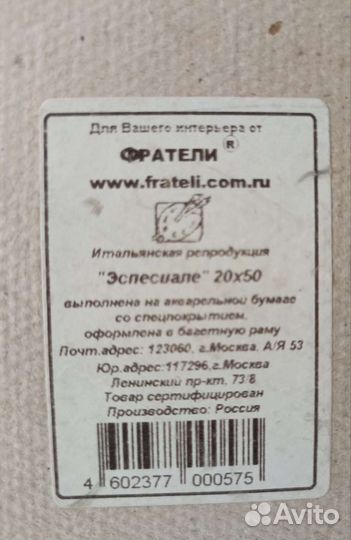 Для Вашего интерьера от
ФРАТЕЛИ ®
www.frateli.com.ru
Итальянская репродукция
"Эспесиале" 20х50
выполнена на акварельной бумаге
со спецпокрытием,
оформлена в багетную раму
Почт.адрес: 123060, г.Москва, А/Я 53
Юр.адрес:117296,г.Москва
Ленинский пр-кт, 73/8
Товар сертифицирован
Производство: Россия
4 602377 000575
Avito